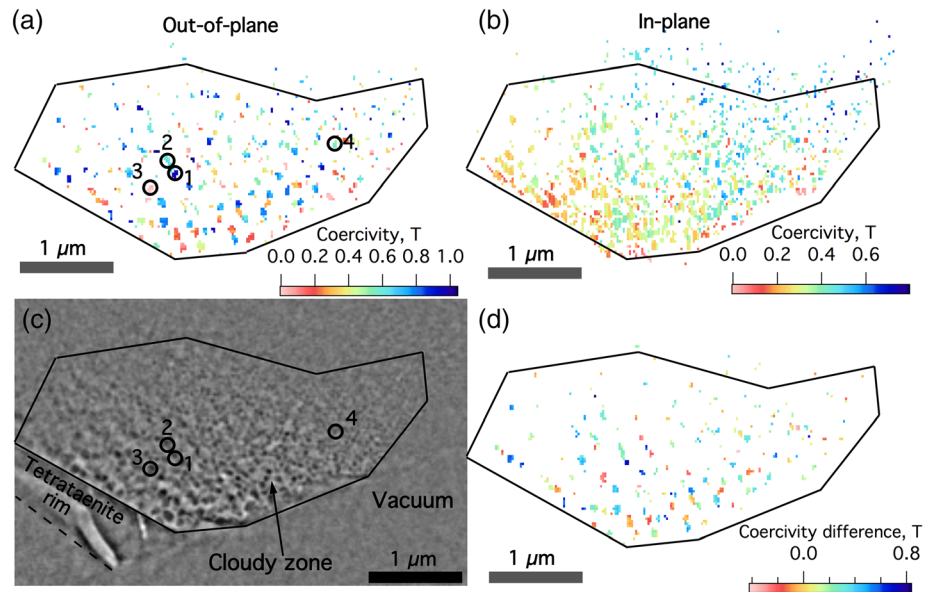 (a)
Out-of-plane
2
4
3
1
1 µm
Coercivity, T
0.0 0.2 0.4 0.6 0.8 1.0
(b)
In-plane
1 µm
Coercivity, T
0.0 0.2 0.4 0.6
(c)
2
4
3
1
Tetrataenite
rim
Vacuum
Cloudy zone
1 µm
(d)
Coercivity difference, T
1 µm
0.0 0.8